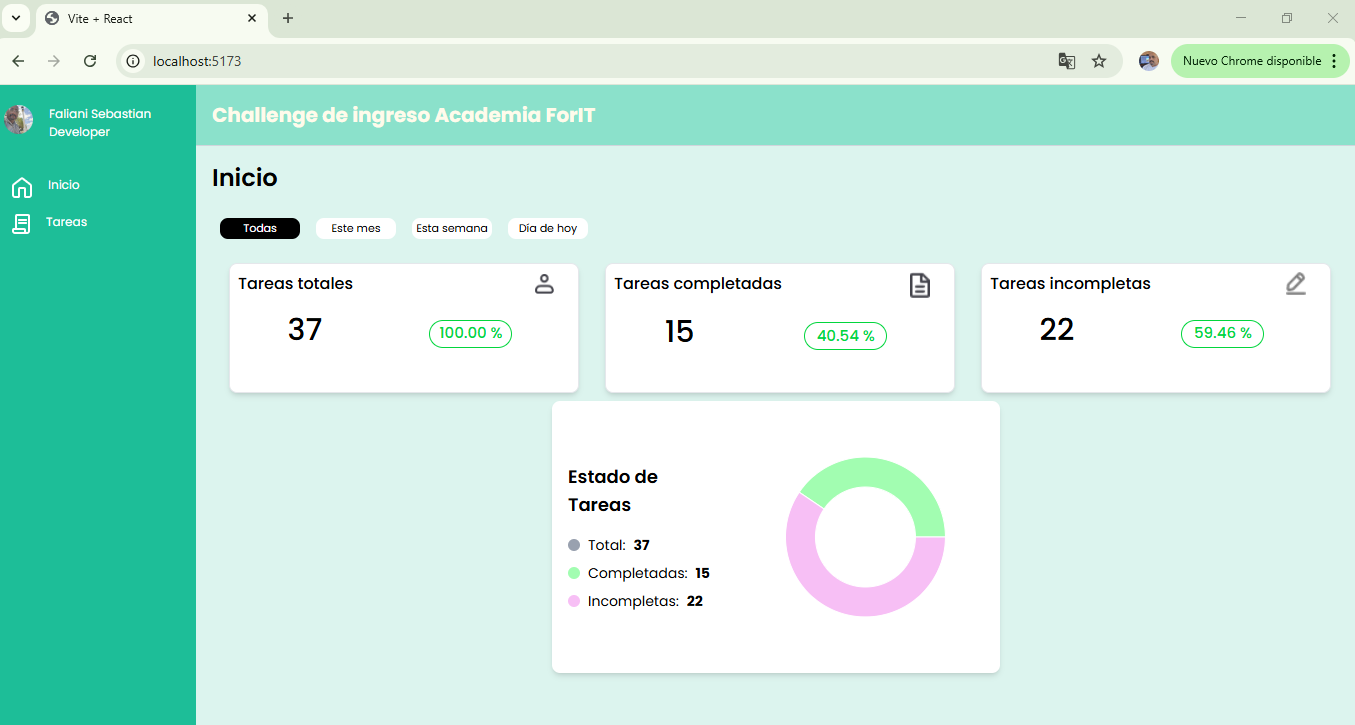 Vite + React
localhost:5173
Nuevo Chrome disponible
Faliani Sebastian
Developer
Challenge de ingreso Academia ForIT
Inicio
Tareas
Inicio
Todas
Este mes
Esta semana
Día de hoy
Tareas totales
37
100.00 %
Tareas completadas
15
40.54 %
Tareas incompletas
22
59.46 %
Estado de
Tareas
Total: 37
Completadas: 15
Incompletas: 22